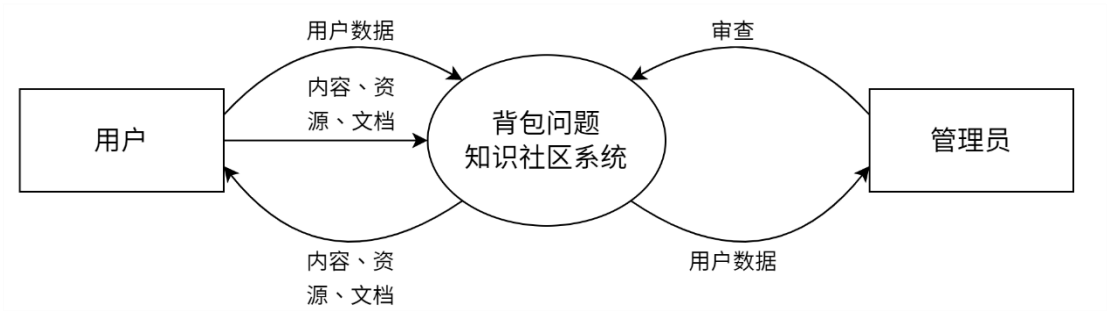 用户数据
审查
内容、资
源、文档
用户
背包问题
知识社区系统
管理员
内容、资
源、文档
用户数据